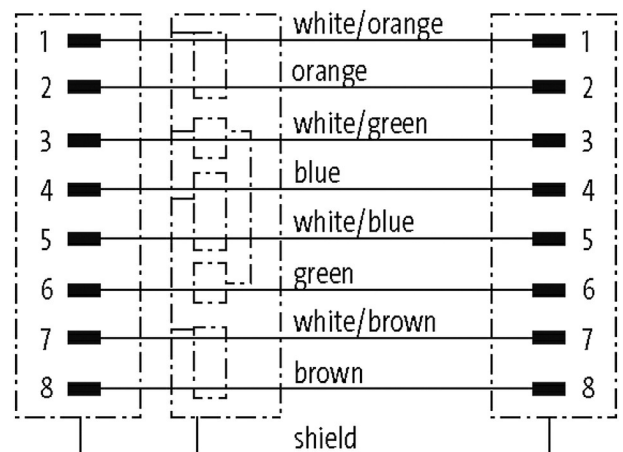 1 white/orange 1
2 orange 2
3 white/green 3
4 blue 4
5 white/blue 5
6 green 6
7 white/brown 7
8 brown 8
shield